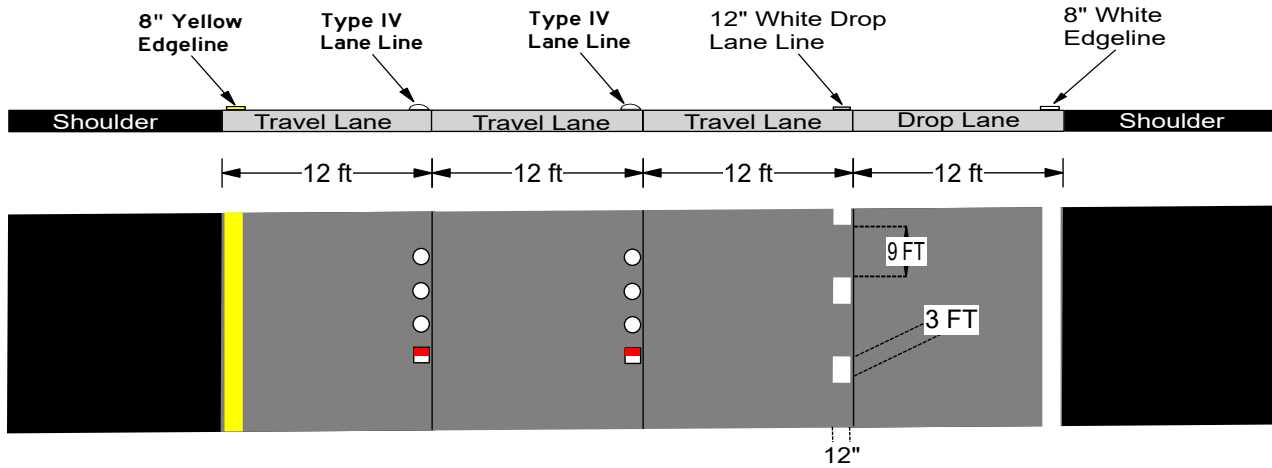 8" Yellow
Edgeline
Type IV
Lane Line
Type IV
Lane Line
12" White Drop
Lane Line
8" White
Edgeline
Shoulder
Travel Lane
Travel Lane
Travel Lane
Drop Lane
Shoulder
12 ft
12 ft
12 ft
12 ft
9 FT
3 FT
12"